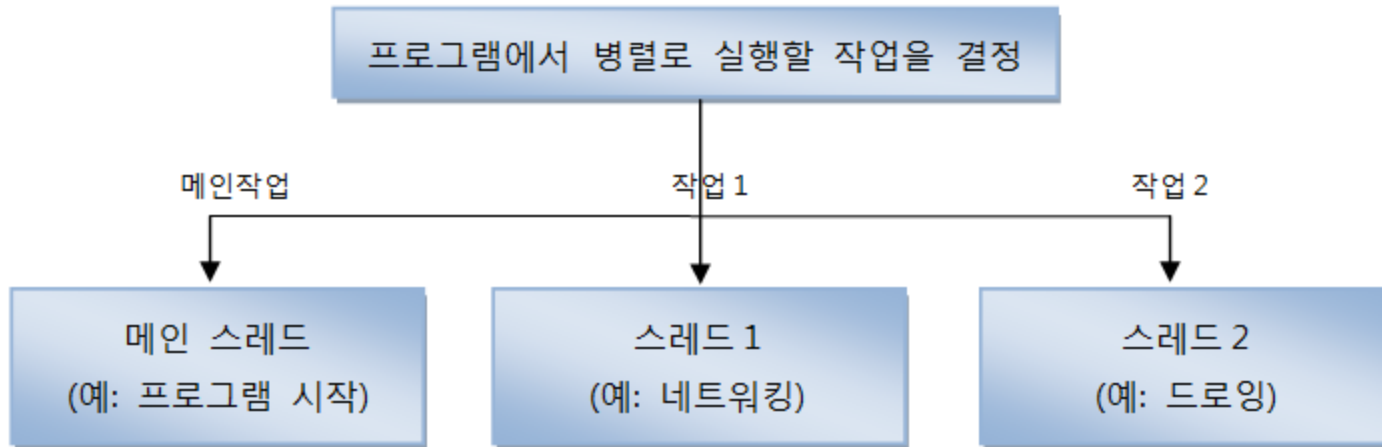 프로그램에서 병렬로 실행할 작업을 결정
메인작업
작업 1
작업 2
메인 스레드
(예: 프로그램 시작)
스레드 1
(예: 네트워킹)
스레드 2
(예: 드로잉)